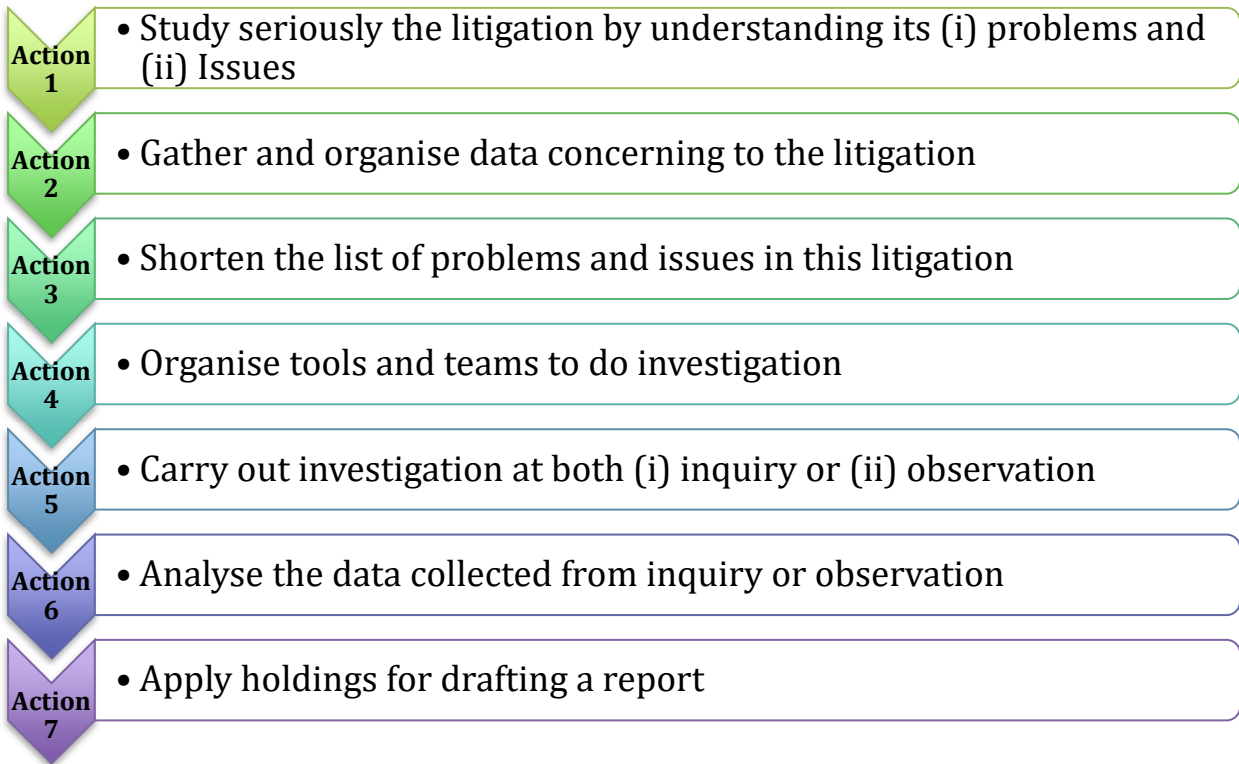 Action
1
• Study seriously the litigation by understanding its (i) problems and
(ii) Issues
Action
2
• Gather and organise data concerning to the litigation
Action
3
• Shorten the list of problems and issues in this litigation
Action
4
• Organise tools and teams to do investigation
Action
5
• Carry out investigation at both (i) inquiry or (ii) observation
Action
6
• Analyse the data collected from inquiry or observation
Action
7
• Apply holdings for drafting a report